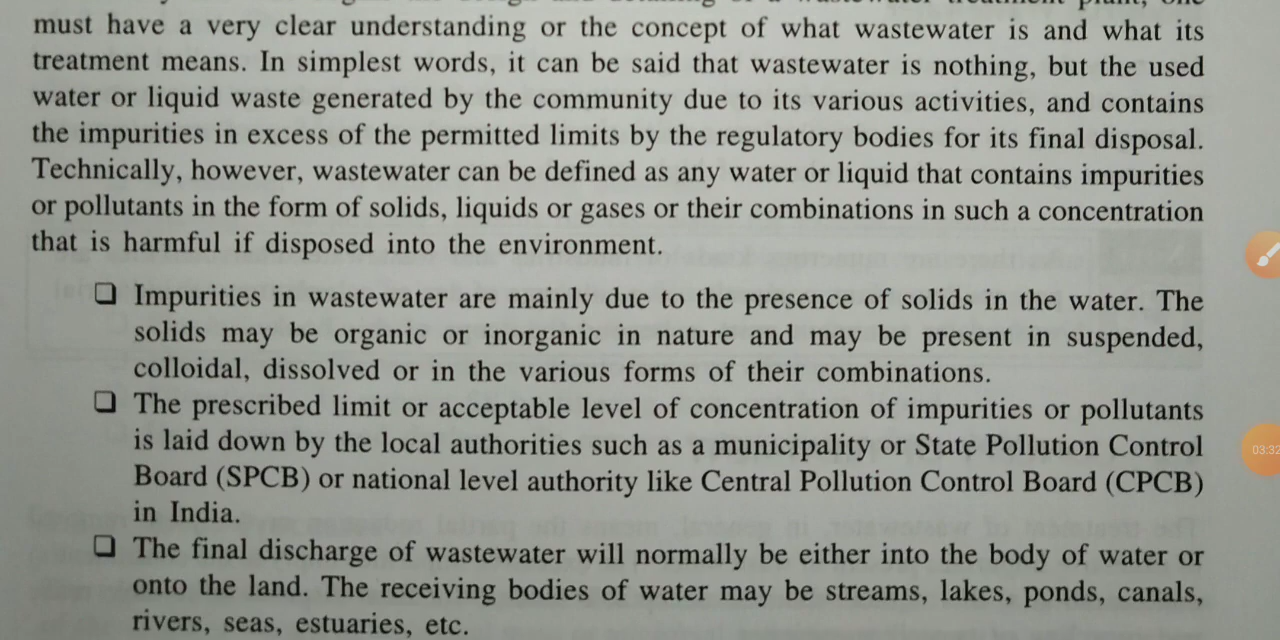 must have a very clear understanding or the concept of what wastewater is and what its
treatment means. In simplest words, it can be said that wastewater is nothing, but the used
water or liquid waste generated by the community due to its various activities, and contains
the impurities in excess of the permitted limits by the regulatory bodies for its final disposal.
Technically, however, wastewater can be defined as any water or liquid that contains impurities
or pollutants in the form of solids, liquids or gases or their combinations in such a concentration
that is harmful if disposed into the environment.
❑ Impurities in wastewater are mainly due to the presence of solids in the water. The
solids may be organic or inorganic in nature and may be present in suspended,
colloidal, dissolved or in the various forms of their combinations.
❑ The prescribed limit or acceptable level of concentration of impurities or pollutants
is laid down by the local authorities such as a municipality or State Pollution Control
Board (SPCB) or national level authority like Central Pollution Control Board (CPCB)
in India.
❑ The final discharge of wastewater will normally be either into the body of water or
onto the land. The receiving bodies of water may be streams, lakes, ponds, canals,
rivers, seas, estuaries, etc.
03:32